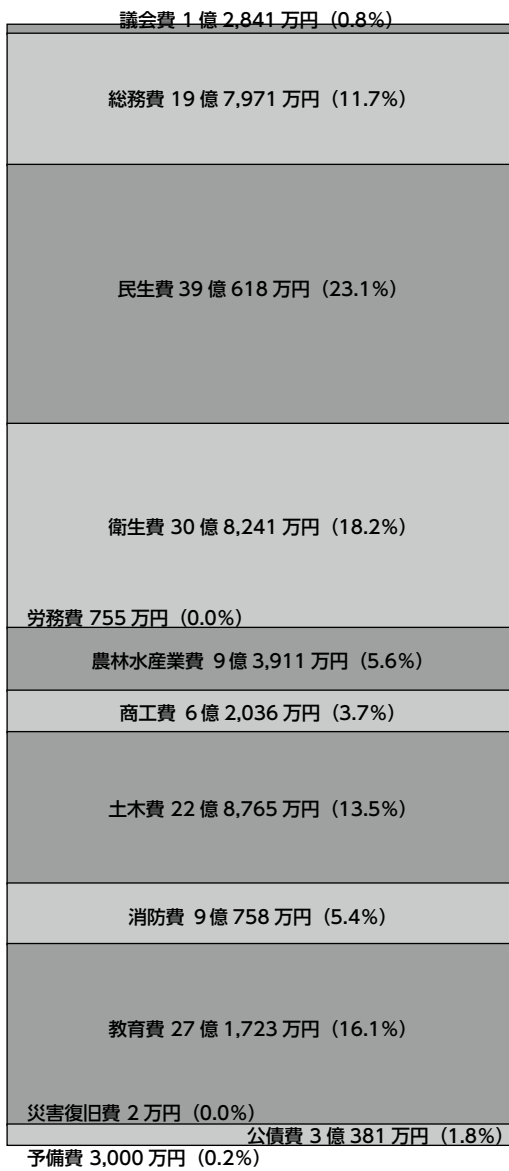 議会費 1 億 2,841 万円（0.8%）
総務費 19 億 7,971 万円（11.7%）
民生費 39 億 618 万円（23.1%）
衛生費 30 億 8,241 万円（18.2%）
労務費 755 万円（0.0%）
農林水産業費 9 億 3,911 万円（5.6%）
商工費 6 億 2,036 万円（3.7%）
土木費 22 億 8,765 万円（13.5%）
消防費 9 億 758 万円（5.4%）
教育費 27 億 1,723 万円（16.1%）
災害復旧費 2 万円（0.0%）
公債費 3 億 381 万円（1.8%）
予備費 3,000 万円（0.2%）